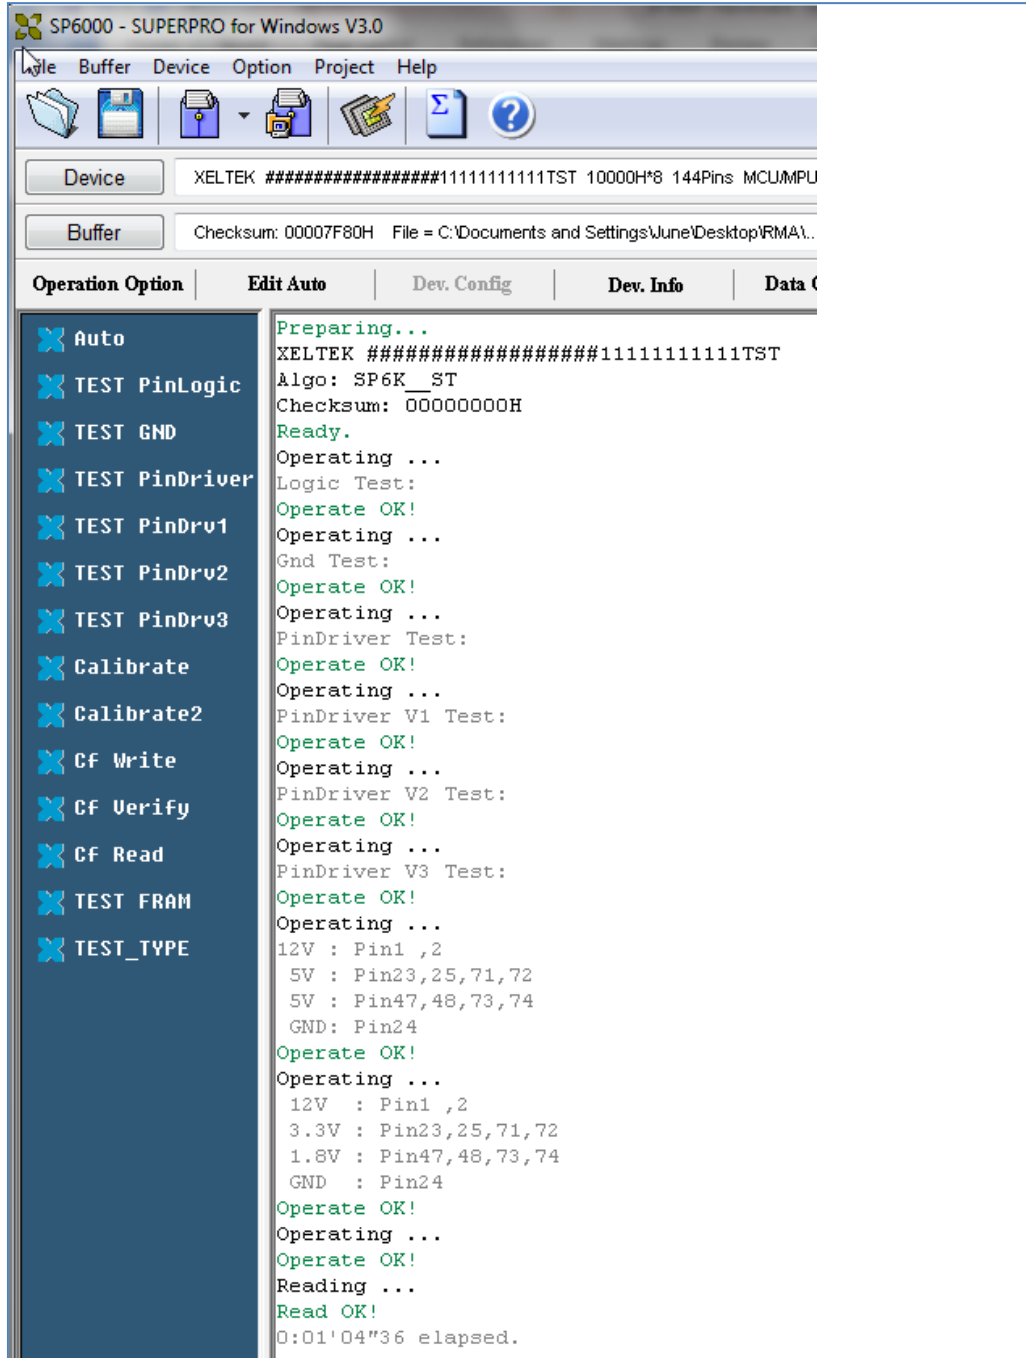 SP6000 - SUPERPRO for Windows V3.0
File Buffer Device Option Project Help
Σ ?
Device XELTEK ##################11111111111TST 10000H*8 144Pins MCU/MPU
Buffer Checksum: 00007F80H File = C:\Documents and Settings\June\Desktop\RMA\...
Operation Option Edit Auto Dev. Config Dev. Info Data
Auto
TEST PinLogic
TEST GND
TEST PinDriver
TEST PinDrv1
TEST PinDrv2
TEST PinDrv3
Calibrate
Calibrate2
Cf Write
Cf Verify
Cf Read
TEST FRAM
TEST_TYPE
Preparing...
XELTEK ##################11111111111TST
Algo: SP6K__ST
Checksum: 00000000H
Ready.
Operating ...
Logic Test:
Operate OK!
Operating ...
Gnd Test:
Operate OK!
Operating ...
PinDriver Test:
Operate OK!
Operating ...
PinDriver V1 Test:
Operate OK!
Operating ...
PinDriver V2 Test:
Operate OK!
Operating ...
PinDriver V3 Test:
Operate OK!
Operating ...
12V : Pin1 ,2
5V : Pin23,25,71,72
5V : Pin47,48,73,74
GND: Pin24
Operate OK!
Operating ...
12V : Pin1 ,2
3.3V : Pin23,25,71,72
1.8V : Pin47,48,73,74
GND : Pin24
Operate OK!
Operating ...
Operate OK!
Reading ...
Read OK!
0:01'04"36 elapsed.